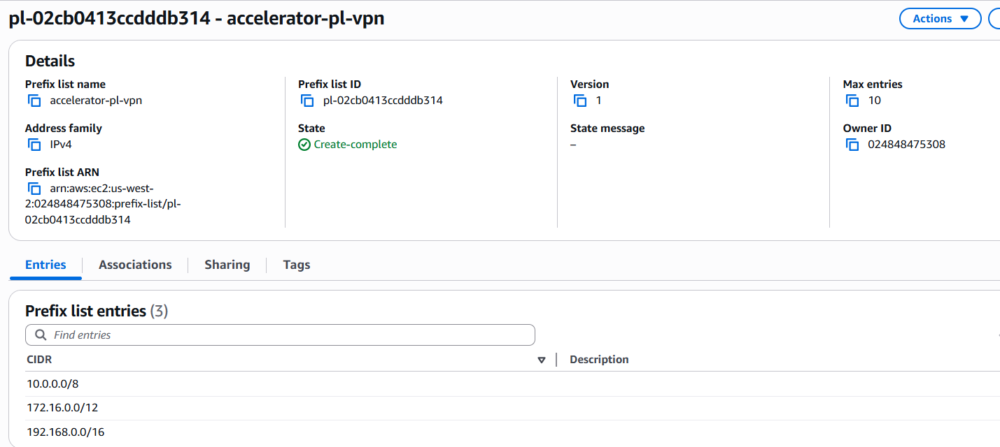 pl-02cb0413ccdddb314 - accelerator-pl-vpn
Actions
Details
Prefix list name
accelerator-pl-vpn
Prefix list ID
pl-02cb0413ccdddb314
Version
1
Max entries
10
Address family
IPv4
State
Create-complete
State message
–
Owner ID
024848475308
Prefix list ARN
arn:aws:ec2:us-west-
2:024848475308:prefix-list/pl-
02cb0413ccdddb314
Entries
Associations
Sharing
Tags
Prefix list entries (3)
Find entries
CIDR
Description
10.0.0.0/8
172.16.0.0/12
192.168.0.0/16